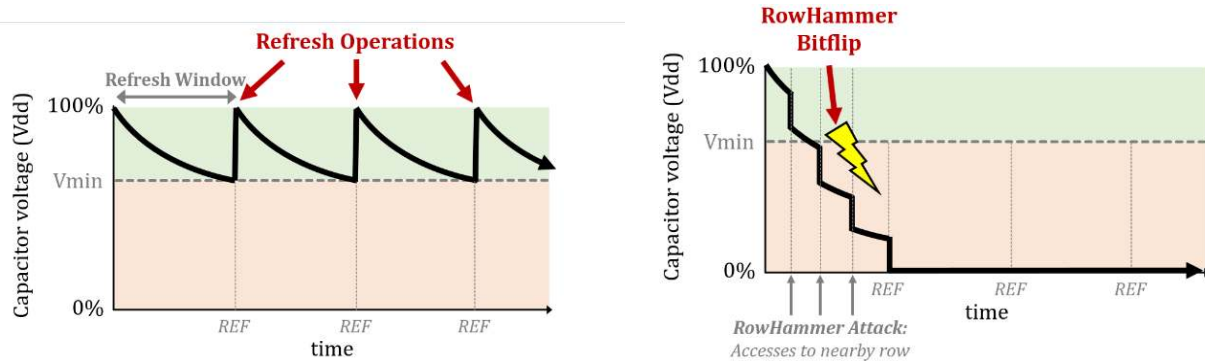 Refresh Operations
Refresh Window
100%
Vmin
0%
Capacitor voltage (Vdd)
REF
REF
REF
time
RowHammer
Bitflip
100%
Vmin
0%
Capacitor voltage (Vdd)
REF
REF
REF
time
RowHammer Attack:
Accesses to nearby row